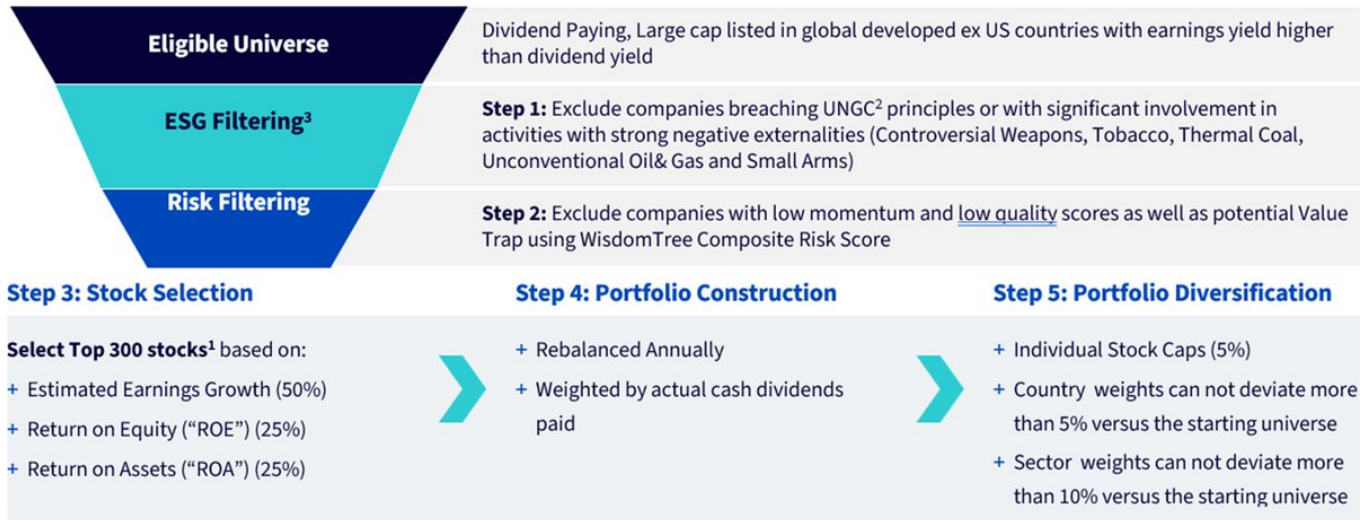 Eligible Universe
Dividend Paying, Large cap listed in global developed ex US countries with earnings yield higher
than dividend yield
ESG Filtering³
Step 1: Exclude companies breaching UNGC² principles or with significant involvement in
activities with strong negative externalities (Controversial Weapons, Tobacco, Thermal Coal,
Unconventional Oil& Gas and Small Arms)
Risk Filtering
Step 2: Exclude companies with low momentum and low quality scores as well as potential Value
Trap using WisdomTree Composite Risk Score
Step 3: Stock Selection
Select Top 300 stocks¹ based on:
+ Estimated Earnings Growth (50%)
+ Return on Equity (“ROE”) (25%)
+ Return on Assets (“ROA”) (25%)
Step 4: Portfolio Construction
+ Rebalanced Annually
+ Weighted by actual cash dividends
paid
Step 5: Portfolio Diversification
+ Individual Stock Caps (5%)
+ Country weights can not deviate more
than 5% versus the starting universe
+ Sector weights can not deviate more
than 10% versus the starting universe